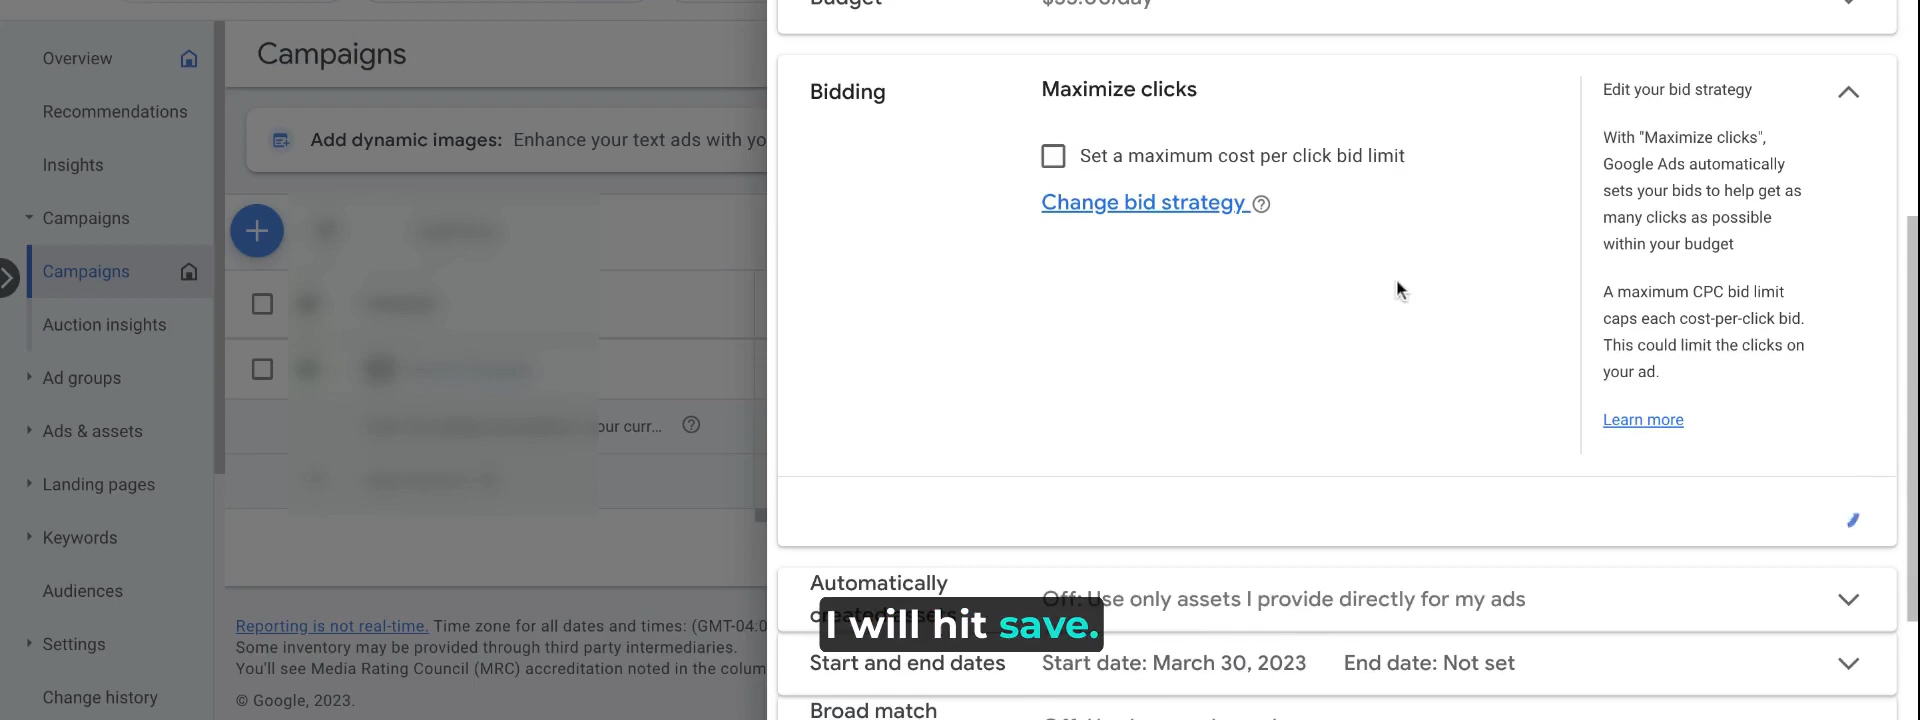 Overview
Recommendations
Insights
Campaigns
Campaigns
Auction insights
Ad groups
Ads & assets
Landing pages
Keywords
Audiences
Settings
Change history
Campaigns
Add dynamic images: Enhance your text ads with yo
our curr...
Reporting is not real-time. Time zone for all dates and times: (GMT-04:0
Some inventory may be provided through third party intermediaries.
You'll see Media Rating Council (MRC) accreditation noted in the colum
© Google, 2023.
Budget
Bidding
Maximize clicks
Set a maximum cost per click bid limit
Change bid strategy
Edit your bid strategy
With "Maximize clicks",
Google Ads automatically
sets your bids to help get as
many clicks as possible
within your budget
A maximum CPC bid limit
caps each cost-per-click bid.
This could limit the clicks on
your ad.
Learn more
Automatically
Off: Use only assets I provide directly for my ads
I will hit save.
Start and end dates Start date: March 30, 2023 End date: Not set
Broad match